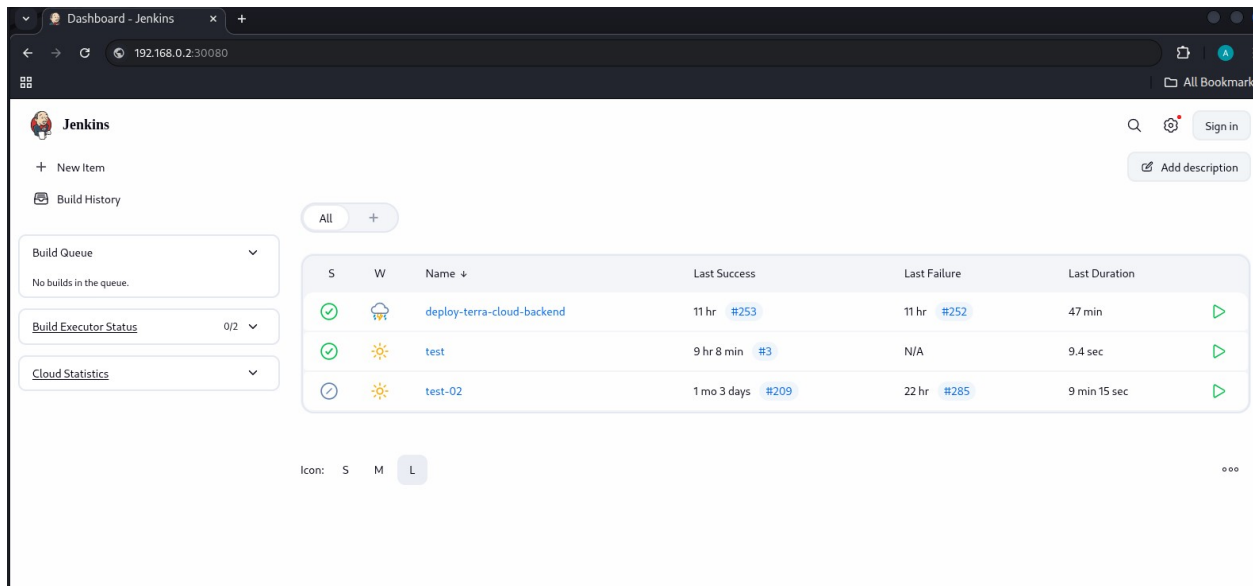 Dashboard - Jenkins
192.168.0.2:30080
A
All Bookmark
Jenkins
Sign in
New Item
Add description
Build History
All
Build Queue
No builds in the queue.
S W Name ↓ Last Success Last Failure Last Duration
deploy-terra-cloud-backend 11 hr #253 11 hr #252 47 min
Build Executor Status 0/2
test 9 hr 8 min #3 N/A 9.4 sec
Cloud Statistics
test-02 1 mo 3 days #209 22 hr #285 9 min 15 sec
Icon: S M L